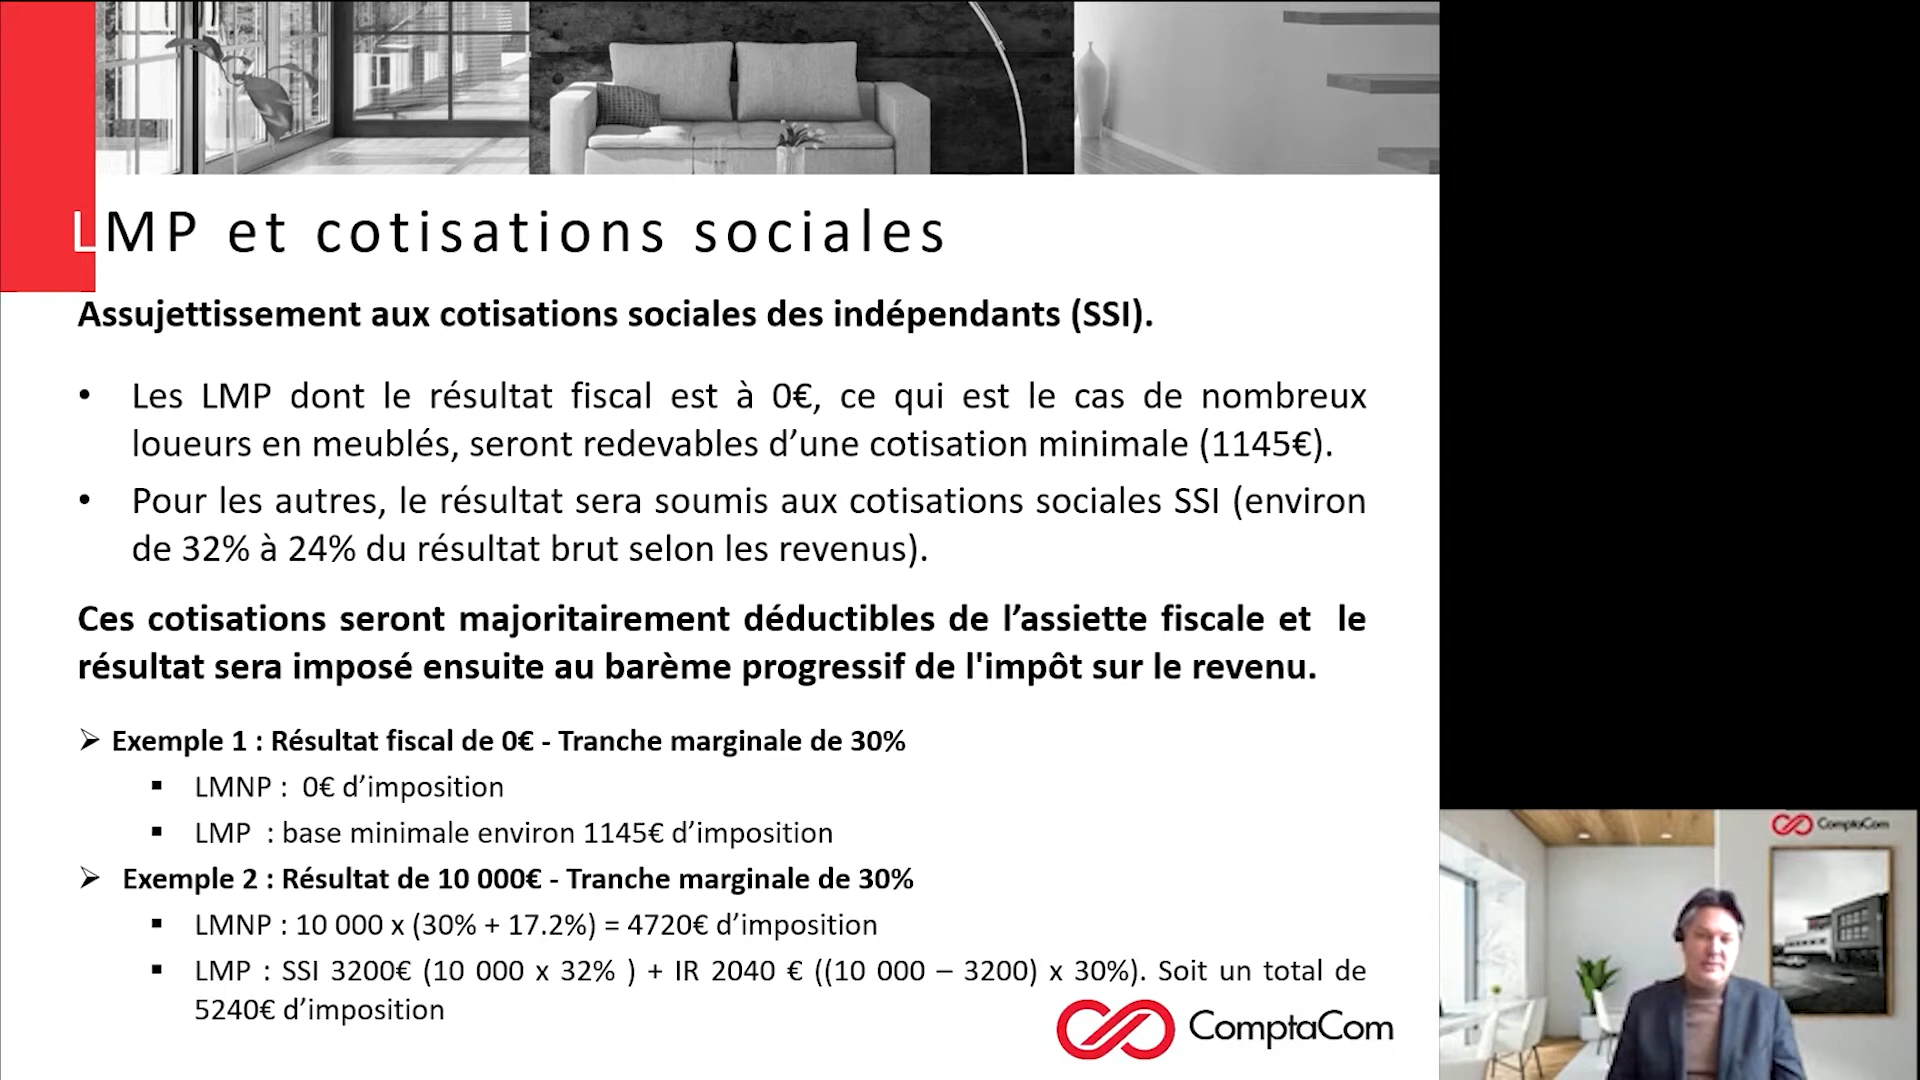 LMP et cotisations sociales
Assujettissement aux cotisations sociales des indépendants (SSI).
• Les LMP dont le résultat fiscal est à 0€, ce qui est le cas de nombreux
loueurs en meublés, seront redevables d’une cotisation minimale (1145€).
• Pour les autres, le résultat sera soumis aux cotisations sociales SSI (environ
de 32% à 24% du résultat brut selon les revenus).
Ces cotisations seront majoritairement déductibles de l’assiette fiscale et le
résultat sera imposé ensuite au barème progressif de l'impôt sur le revenu.
➢ Exemple 1 : Résultat fiscal de 0€ - Tranche marginale de 30%
▪ LMNP : 0€ d’imposition
▪ LMP : base minimale environ 1145€ d’imposition
➢ Exemple 2 : Résultat de 10 000€ - Tranche marginale de 30%
▪ LMNP : 10 000 x (30% + 17.2%) = 4720€ d’imposition
▪ LMP : SSI 3200€ (10 000 x 32% ) + IR 2040 € ((10 000 – 3200) x 30%). Soit un total de
5240€ d’imposition
ComptaCom
ComptaCom